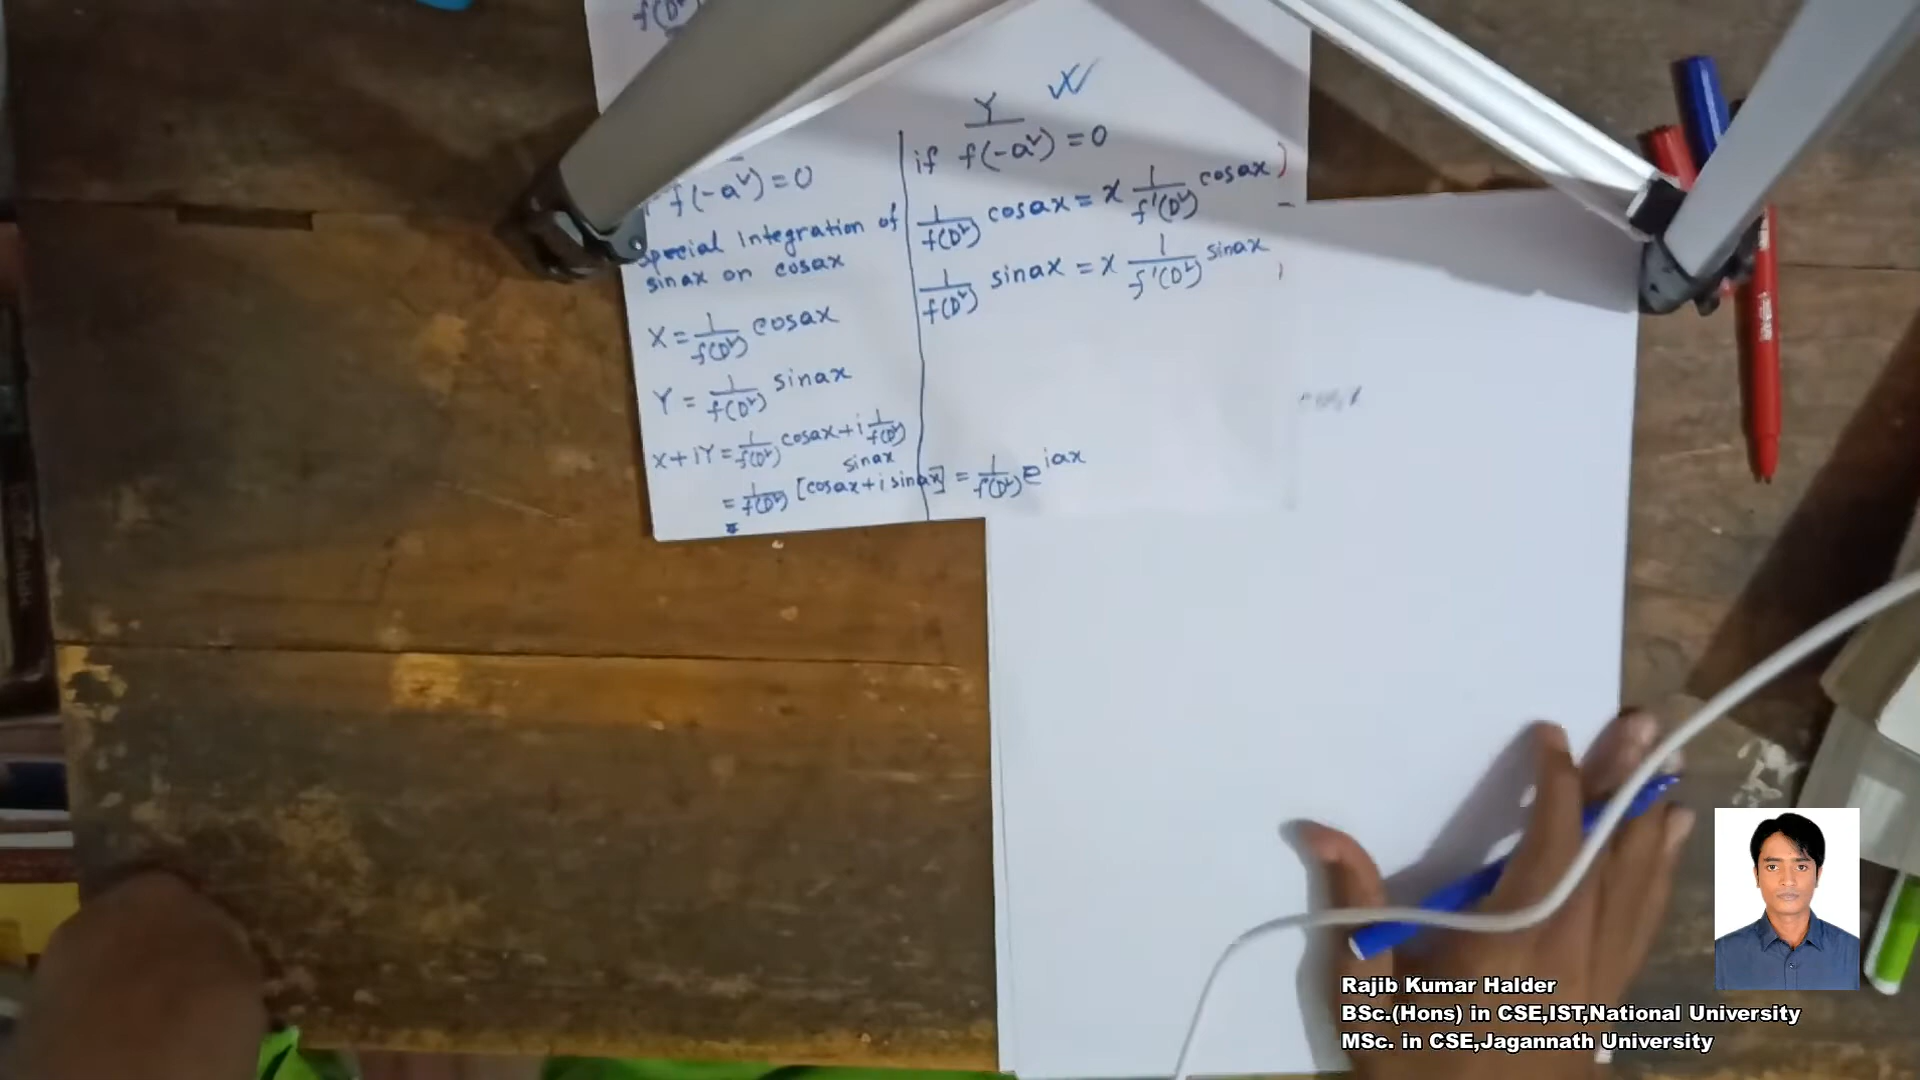 f(D²)
f(-a²)=0
special integration of
sinax on cosax
X = 1/f(D²) cosax
Y = 1/f(D²) sinax
X+iY = 1/f(D²) cosax + i 1/f(D²)
sinax
= 1/f(D²) [cosax + i sinax] = 1/f(D²) e^iax
Y
if f(-a²)=0
1/f(D²) cosax = x 1/f'(D²) cosax
1/f(D²) sinax = x 1/f'(D²) sinax
Rajib Kumar Halder
BSc.(Hons) in CSE,IST,National University
MSc. in CSE,Jagannath University